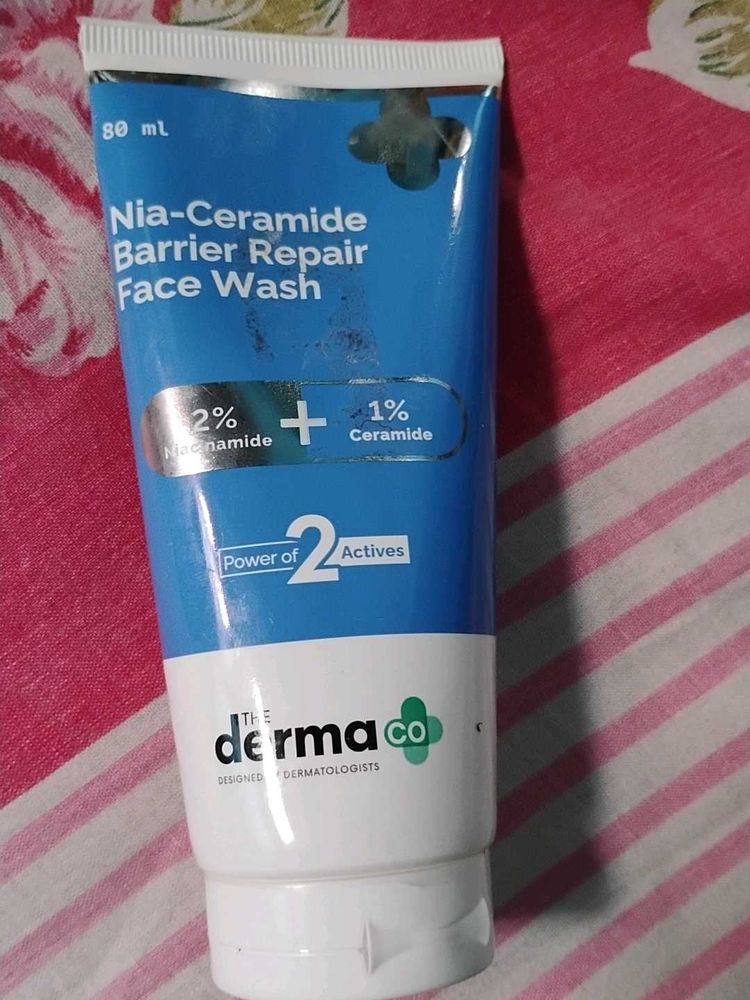 80 ml
Nia-Ceramide
Barrier Repair
Face Wash
2% + 1%
Niacinamide Ceramide
Power of 2 Actives
THE
derma co
DESIGNED BY DERMATOLOGISTS